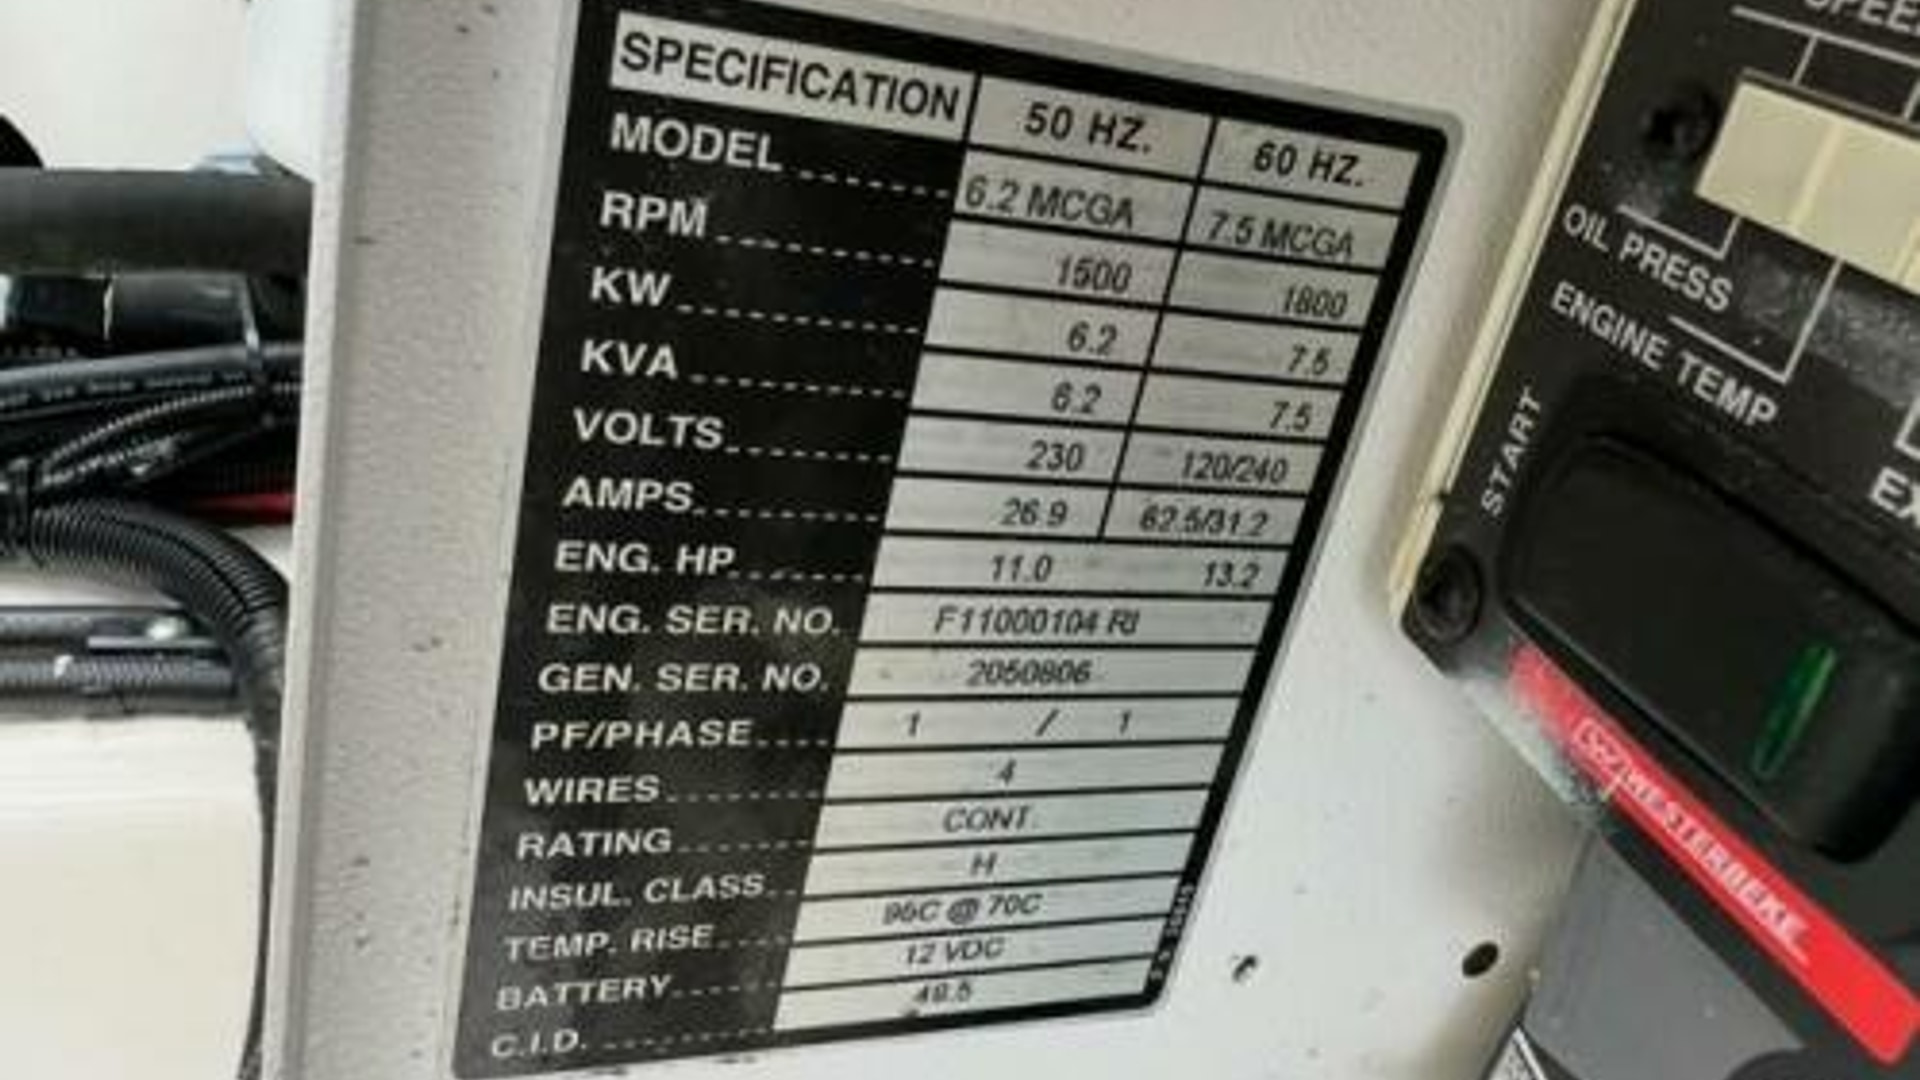 SPECIFICATION 50 HZ. 60 HZ.
MODEL 6.2 MCGA 7.5 MCGA
RPM 1500 1800
KW 6.2 7.5
KVA 6.2 7.5
VOLTS 230 120/240
AMPS 26.9 62.5/31.2
ENG. HP 11.0 13.2
ENG. SER. NO. F11000104 RI
GEN. SER. NO. 2050806
PF/PHASE 1 / 1
WIRES 4
RATING CONT.
INSUL. CLASS H
TEMP. RISE 95C @ 70C
BATTERY 12 VDC
C.I.D. 49.5
OIL PRESS
ENGINE TEMP
START
EX